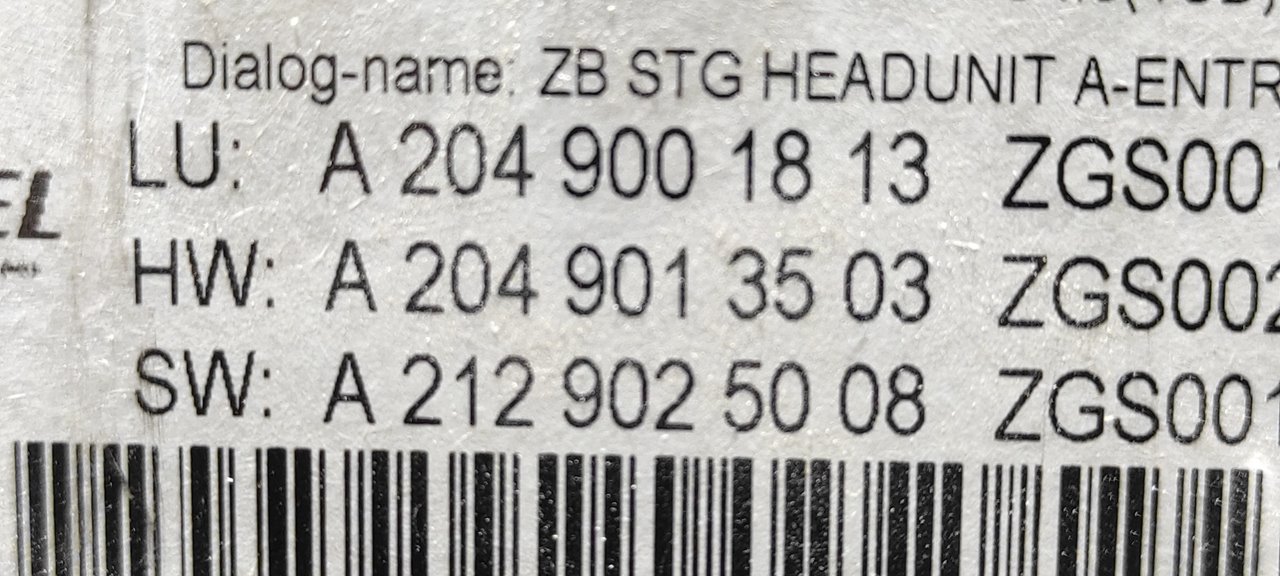 Dialog-name: ZB STG HEADUNIT A-ENTR
LU: A 204 900 18 13 ZGS001
HW: A 204 901 35 03 ZGS002
SW: A 212 902 50 08 ZGS001
EL